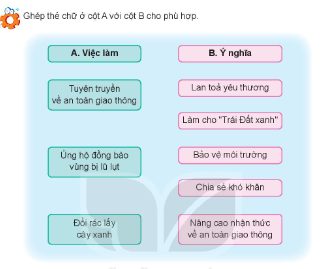 Ghép thẻ chữ ở cột A với cột B cho phù hợp.
A. Việc làm
B. Ý nghĩa
Tuyên truyền
về an toàn giao thông
Lan toả yêu thương
Làm cho "Trái Đất xanh"
Ủng hộ đồng bào
vùng bị lũ lụt
Bảo vệ môi trường
Chia sẻ khó khăn
Đổi rác lấy
cây xanh
Nâng cao nhận thức
về an toàn giao thông